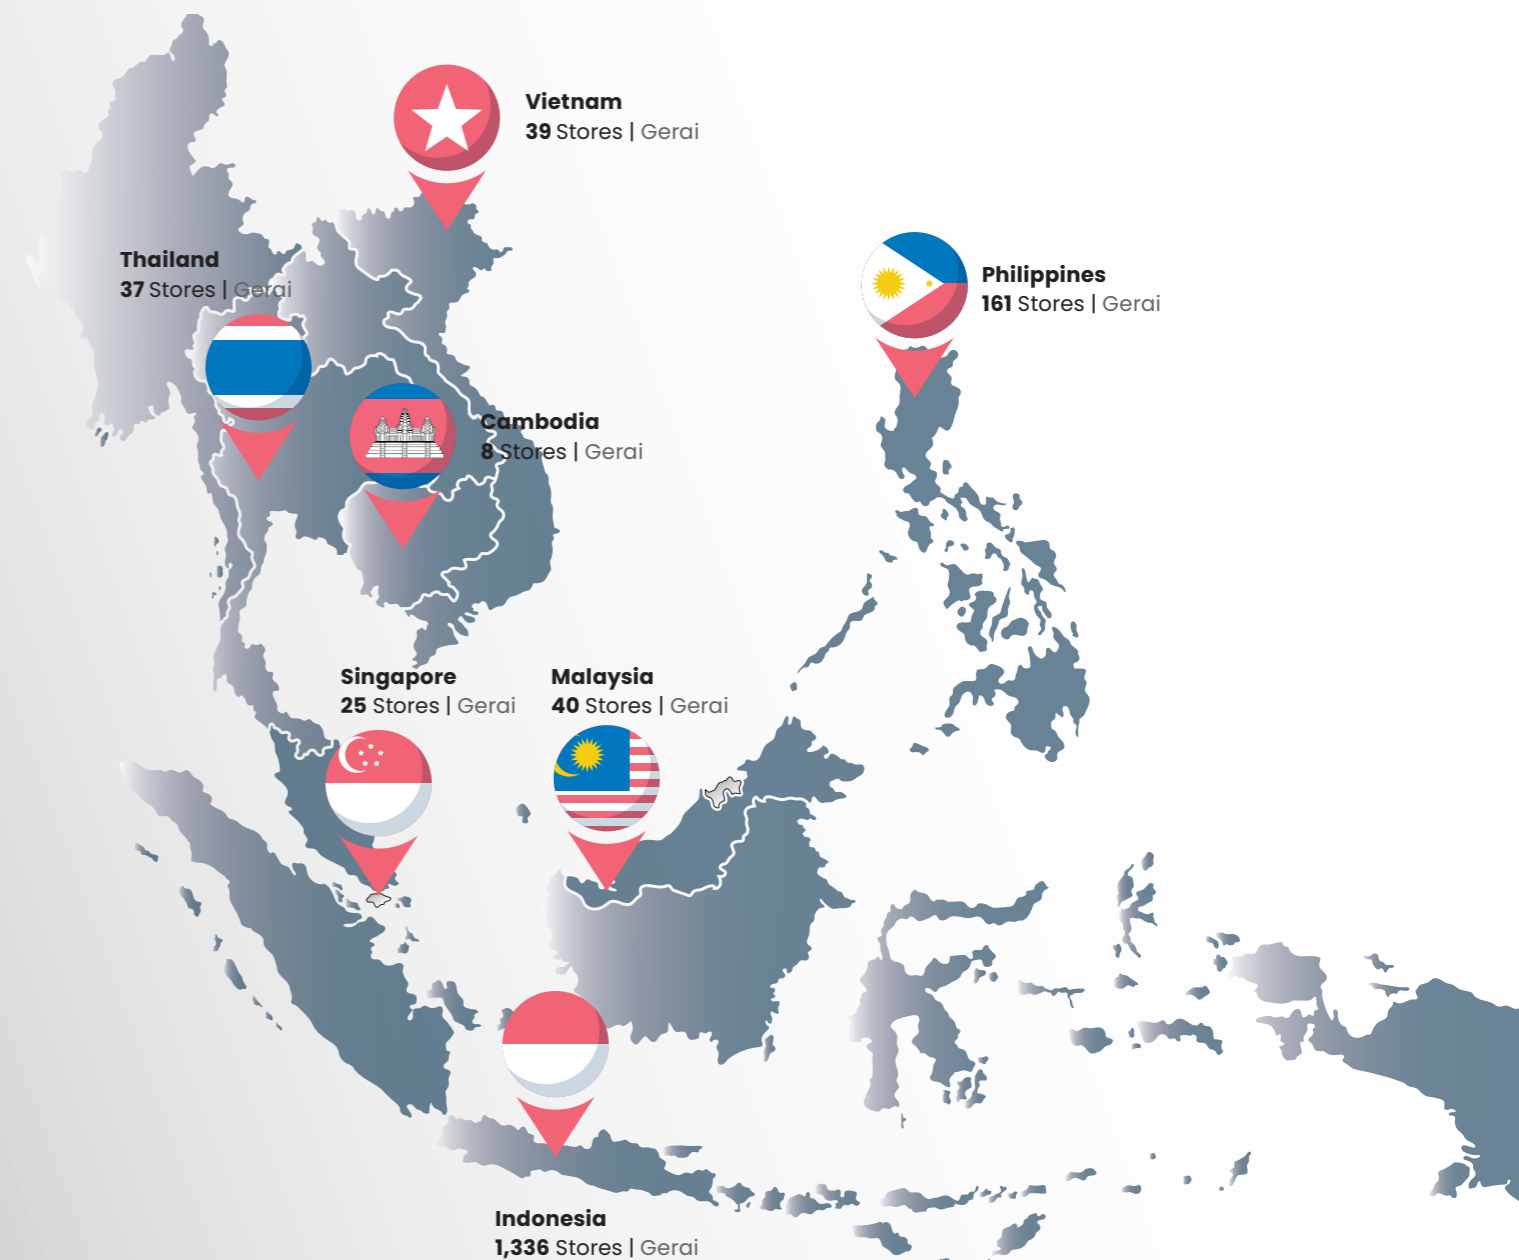 Vietnam
39 Stores | Gerai
Thailand
37 Stores | Gerai
Philippines
161 Stores | Gerai
Cambodia
8 Stores | Gerai
Singapore
25 Stores | Gerai
Malaysia
40 Stores | Gerai
Indonesia
1,336 Stores | Gerai